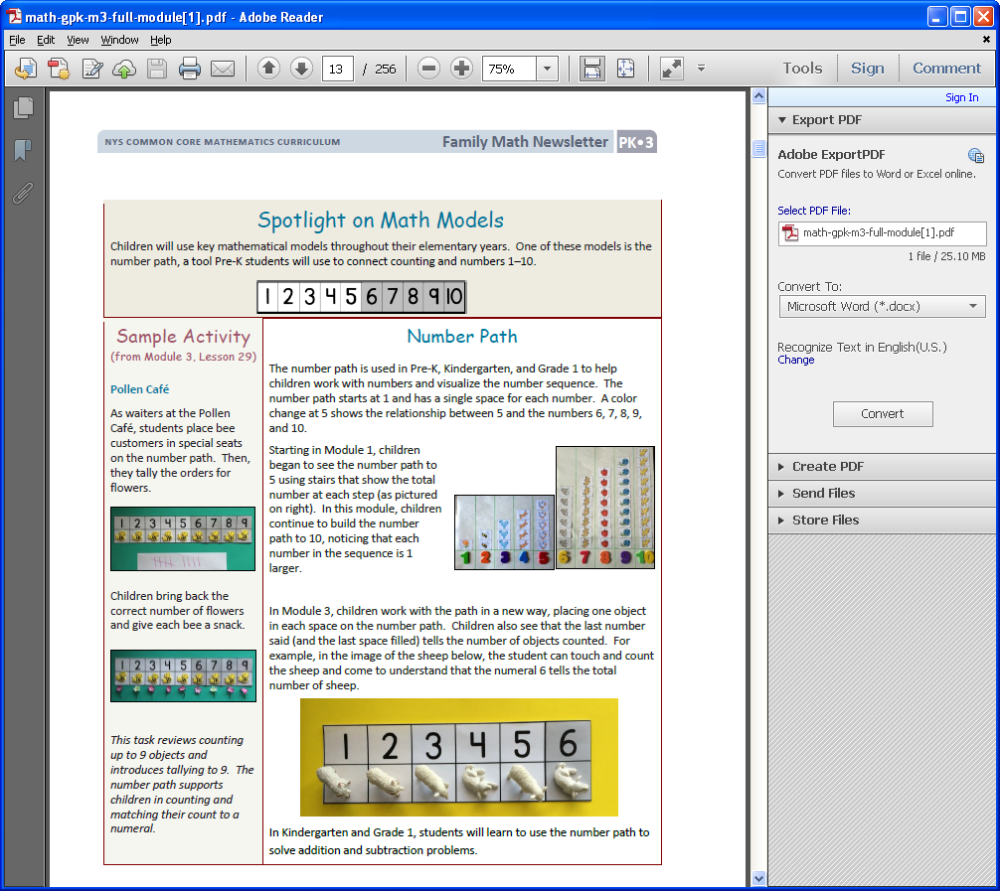 math-gpk-m3-full-module[1].pdf - Adobe Reader
File Edit View Window Help
13 / 256 75% Tools Sign Comment
Sign In
Export PDF
Adobe ExportPDF
Convert PDF files to Word or Excel online.
Select PDF File:
math-gpk-m3-full-module[1].pdf
1 file / 25.10 MB
Convert To:
Microsoft Word (*.docx)
Recognize Text in English(U.S.)
Change
Convert
Create PDF
Send Files
Store Files
NYS COMMON CORE MATHEMATICS CURRICULUM Family Math Newsletter PK•3
Spotlight on Math Models
Children will use key mathematical models throughout their elementary years. One of these models is the
number path, a tool Pre-K students will use to connect counting and numbers 1–10.
1 2 3 4 5 6 7 8 9 10
Sample Activity
(from Module 3, Lesson 29)
Pollen Café
As waiters at the Pollen
Café, students place bee
customers in special seats
on the number path. Then,
they tally the orders for
flowers.
1 2 3 4 5 6 7 8 9
Children bring back the
correct number of flowers
and give each bee a snack.
1 2 3 4 5 6 7 8 9
This task reviews counting
up to 9 objects and
introduces tallying to 9. The
number path supports
children in counting and
matching their count to a
numeral.
Number Path
The number path is used in Pre-K, Kindergarten, and Grade 1 to help
children work with numbers and visualize the number sequence. The
number path starts at 1 and has a single space for each number. A color
change at 5 shows the relationship between 5 and the numbers 6, 7, 8, 9,
and 10.
Starting in Module 1, children
began to see the number path to
5 using stairs that show the total
number at each step (as pictured
on right). In this module, children
continue to build the number
path to 10, noticing that each
number in the sequence is 1
larger.
1 2 3 4 5 6 7 8 9 10
In Module 3, children work with the path in a new way, placing one object
in each space on the number path. Children also see that the last number
said (and the last space filled) tells the number of objects counted. For
example, in the image of the sheep below, the student can touch and count
the sheep and come to understand that the numeral 6 tells the total
number of sheep.
1 2 3 4 5 6
In Kindergarten and Grade 1, students will learn to use the number path to
solve addition and subtraction problems.